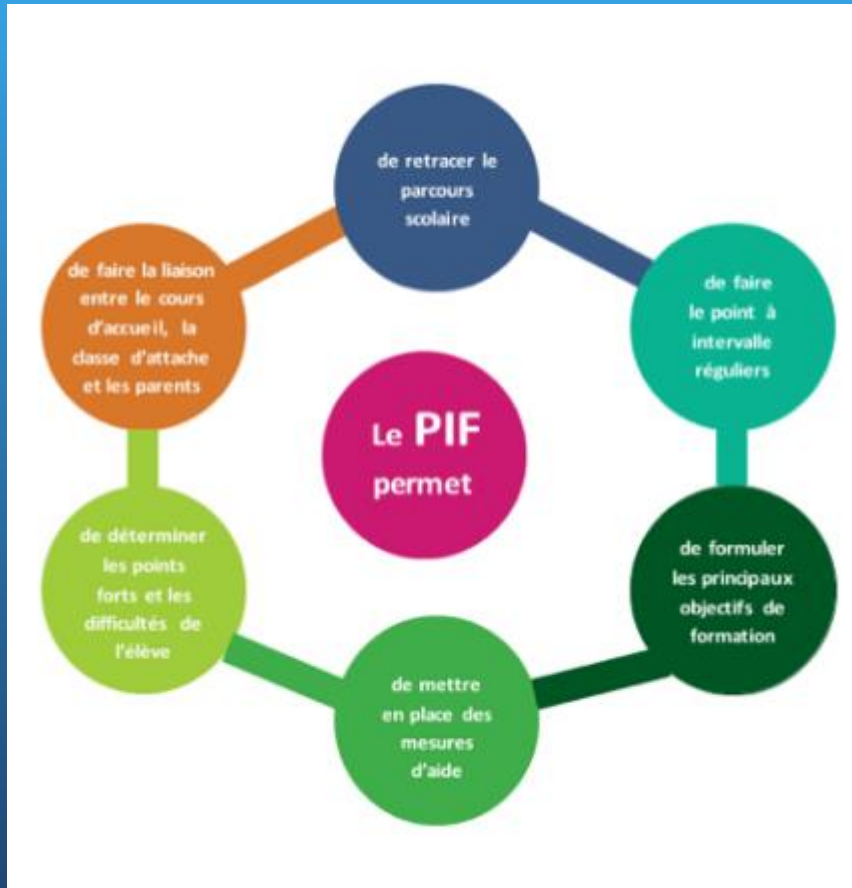 de retracer le
parcours
scolaire
de faire
le point à
intervalle
réguliers
de formuler
les principaux
objectifs de
formation
de mettre
en place des
mesures
d'aide
de déterminer
les points
forts et les
difficultés de
l'élève
de faire la liaison
entre le cours
d'accueil, la
classe d'attache
et les parents
Le PIF
permet